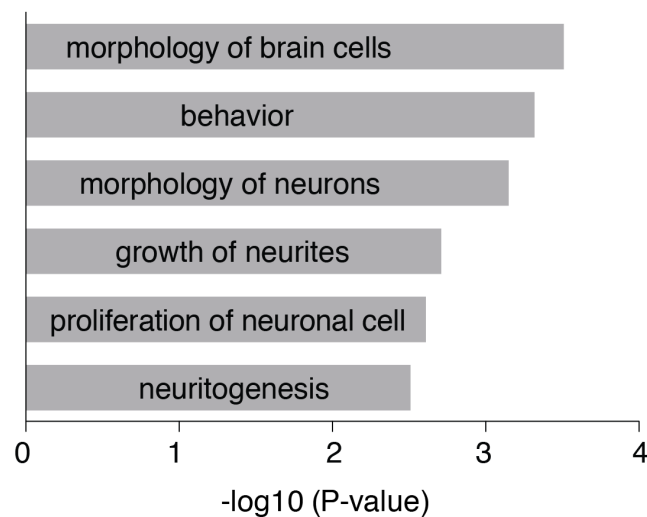 morphology of brain cells
behavior
morphology of neurons
growth of neurites
proliferation of neuronal cell
neuritogenesis
0 1 2 3 4
-log10 (P-value)